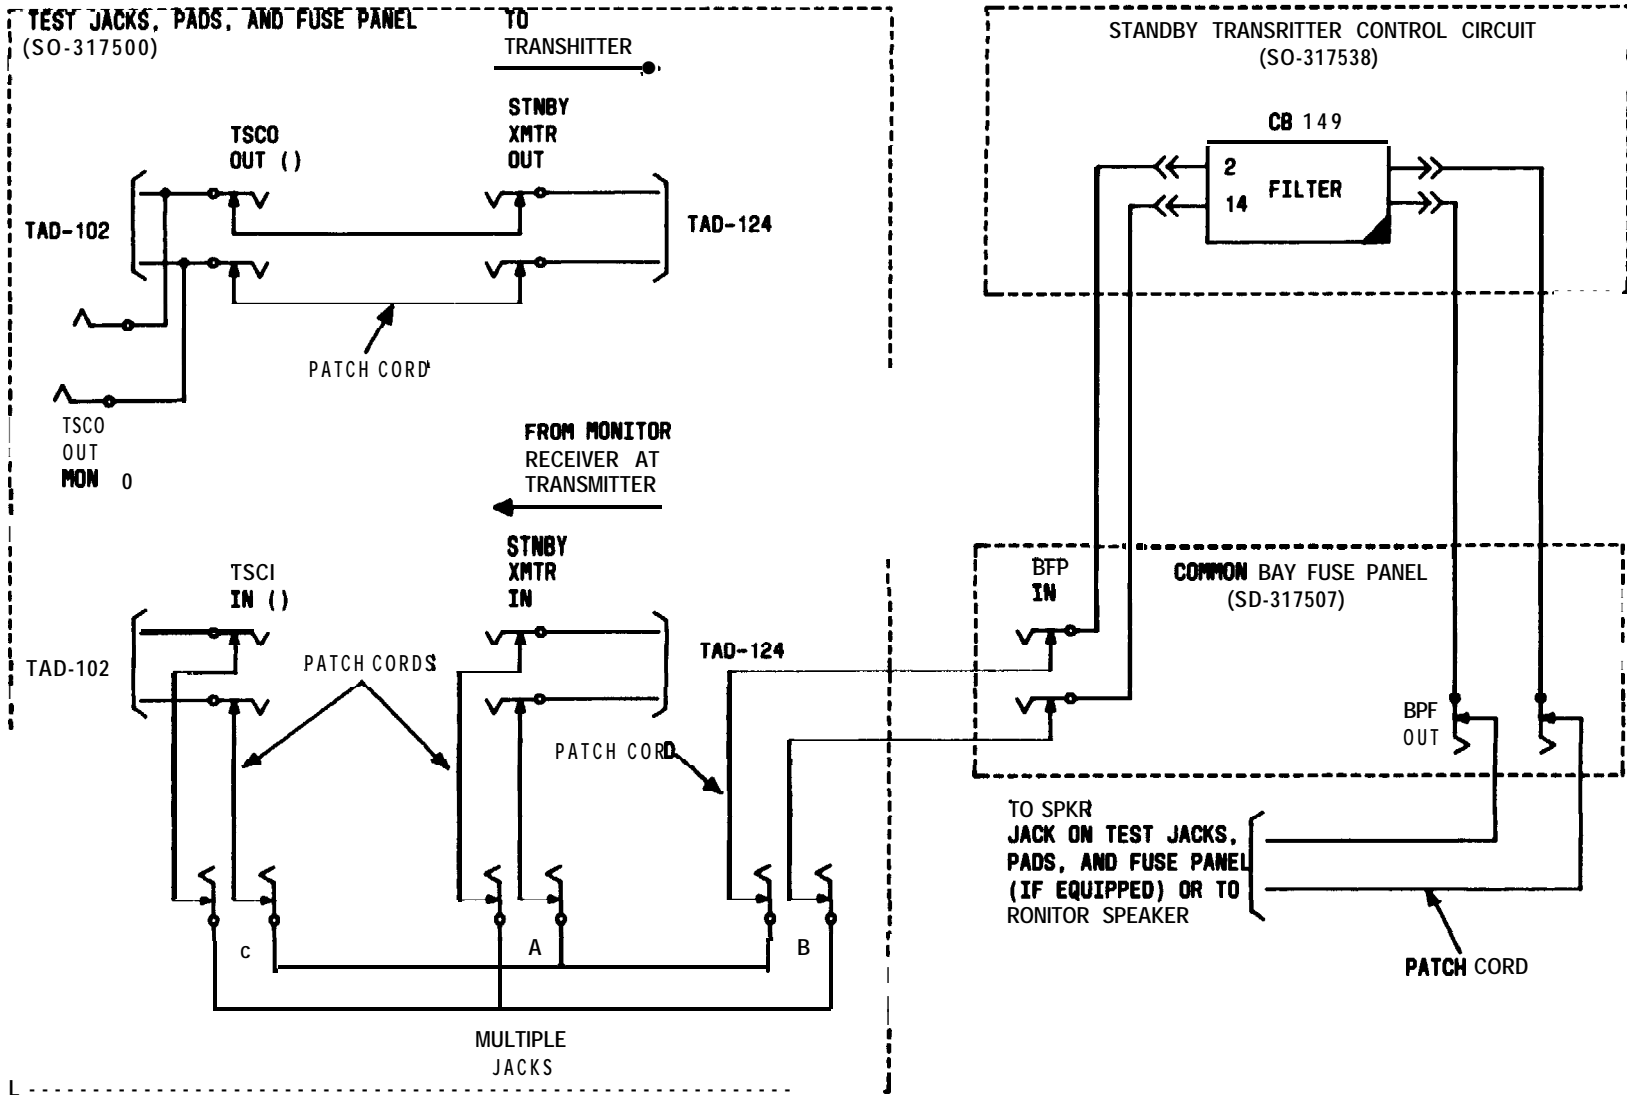 TEST JACKS, PADS, AND FUSE PANEL
(SO-317500)
TO
TRANSHITTER
STNBY
XMTR
OUT
TSCO
OUT ()
TAD-102
TAD-124
PATCH CORD
TSCO
OUT
MON 0
FROM MONITOR
RECEIVER AT
TRANSMITTER
STNBY
XMTR
IN
TSCI
IN ()
TAD-102
PATCH CORDS
TAD-124
PATCH CORD
C
A
B
MULTIPLE
JACKS
STANDBY TRANSRITTER CONTROL CIRCUIT
(SO-317538)
CB 149
2
FILTER
14
BFP
IN
COMMON BAY FUSE PANEL
(SD-317507)
BPF
OUT
TO SPKR
JACK ON TEST JACKS,
PADS, AND FUSE PANEL
(IF EQUIPPED) OR TO
RONITOR SPEAKER
PATCH CORD